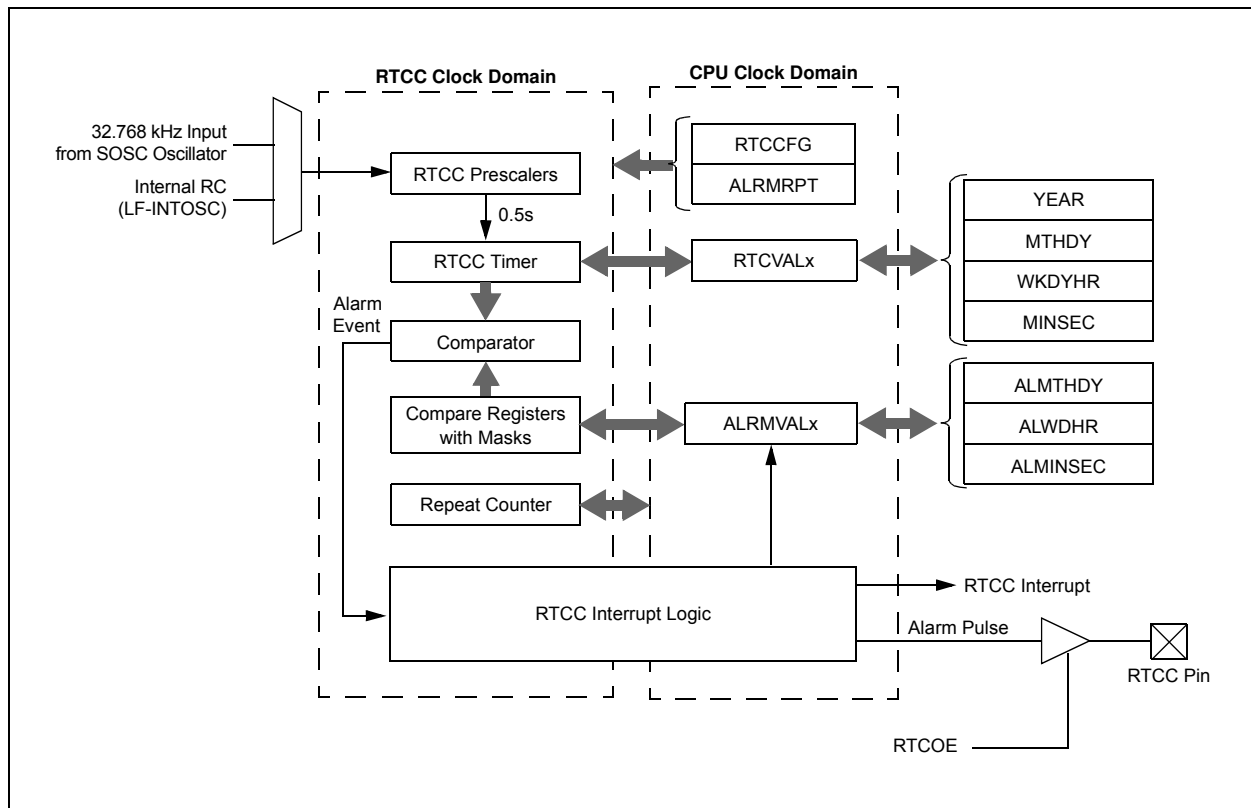 RTCC Clock Domain
CPU Clock Domain
32.768 kHz Input
from SOSC Oscillator
Internal RC
(LF-INTOSC)
RTCC Prescalers
0.5s
RTCC Timer
Alarm
Event
Comparator
Compare Registers
with Masks
Repeat Counter
RTCC Interrupt Logic
RTCCFG
ALRMRPT
RTCVALx
ALRMVALx
YEAR
MTHDY
WKDYHR
MINSEC
ALMTHDY
ALWDHR
ALMINSEC
RTCC Interrupt
Alarm Pulse
RTCC Pin
RTCOE